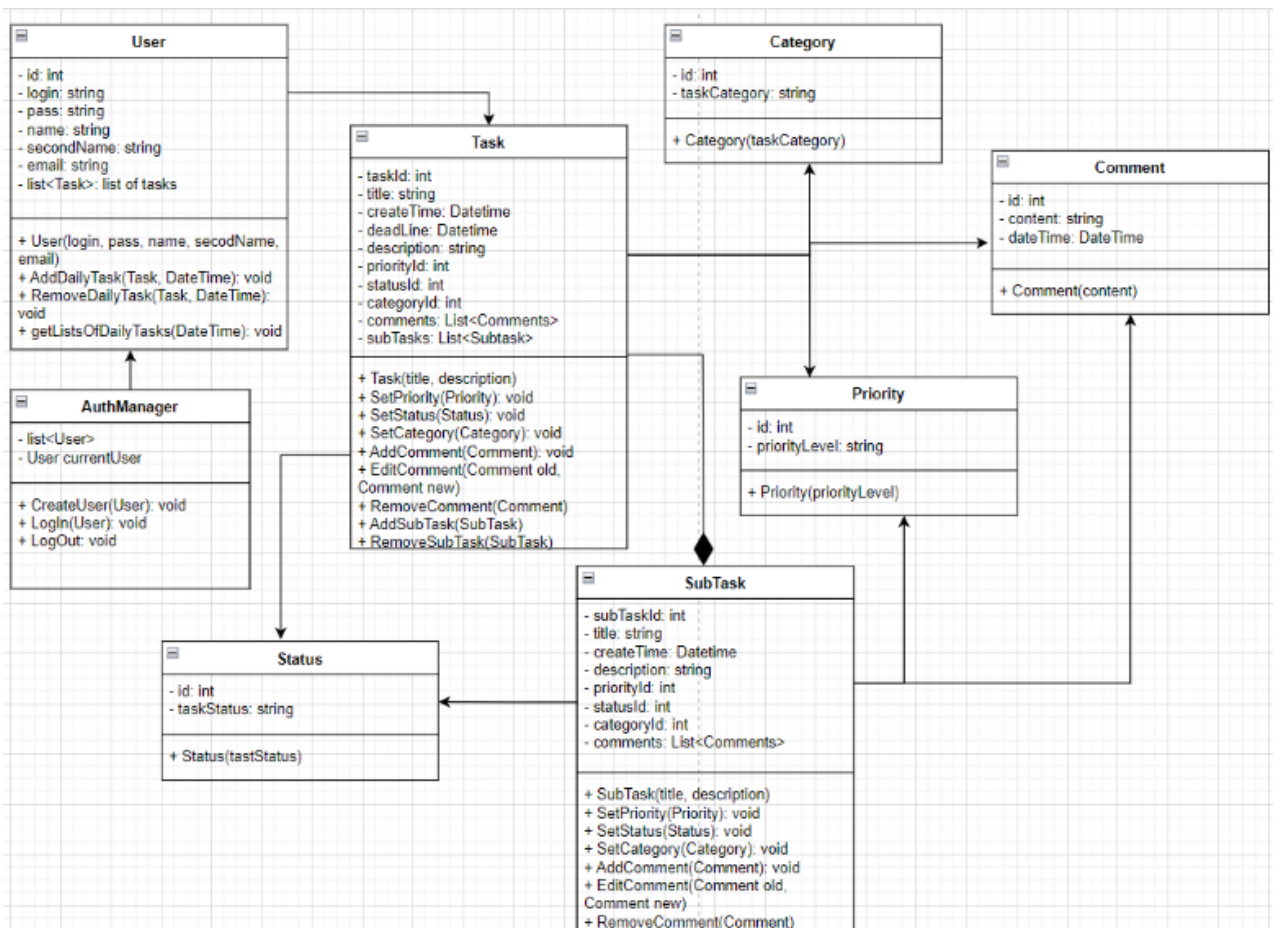 User
- id: int
- login: string
- pass: string
- name: string
- secondName: string
- email: string
- list<Task>: list of tasks
+ User(login, pass, name, secodName,
email)
+ AddDailyTask(Task, DateTime): void
+ RemoveDailyTask(Task, DateTime):
void
+ getListsOfDailyTasks(DateTime): void
AuthManager
- list<User>
- User currentUser
+ CreateUser(User): void
+ LogIn(User): void
+ LogOut: void
Task
- taskId: int
- title: string
- createTime: Datetime
- deadLine: Datetime
- description: string
- priorityId: int
- statusId: int
- categoryId: int
- comments: List<Comments>
- subTasks: List<Subtask>
+ Task(title, description)
+ SetPriority(Priority): void
+ SetStatus(Status): void
+ SetCategory(Category): void
+ AddComment(Comment): void
+ EditComment(Comment old,
Comment new)
+ RemoveComment(Comment)
+ AddSubTask(SubTask)
+ RemoveSubTask(SubTask)
Category
- id: int
- taskCategory: string
+ Category(taskCategory)
Comment
- id: int
- content: string
- dateTime: DateTime
+ Comment(content)
Priority
- id: int
- priorityLevel: string
+ Priority(priorityLevel)
Status
- id: int
- taskStatus: string
+ Status(tastStatus)
SubTask
- subTaskId: int
- title: string
- createTime: Datetime
- description: string
- priorityId: int
- statusId: int
- categoryId: int
- comments: List<Comments>
+ SubTask(title, description)
+ SetPriority(Priority): void
+ SetStatus(Status): void
+ SetCategory(Category): void
+ AddComment(Comment): void
+ EditComment(Comment old,
Comment new)
+ RemoveComment(Comment)